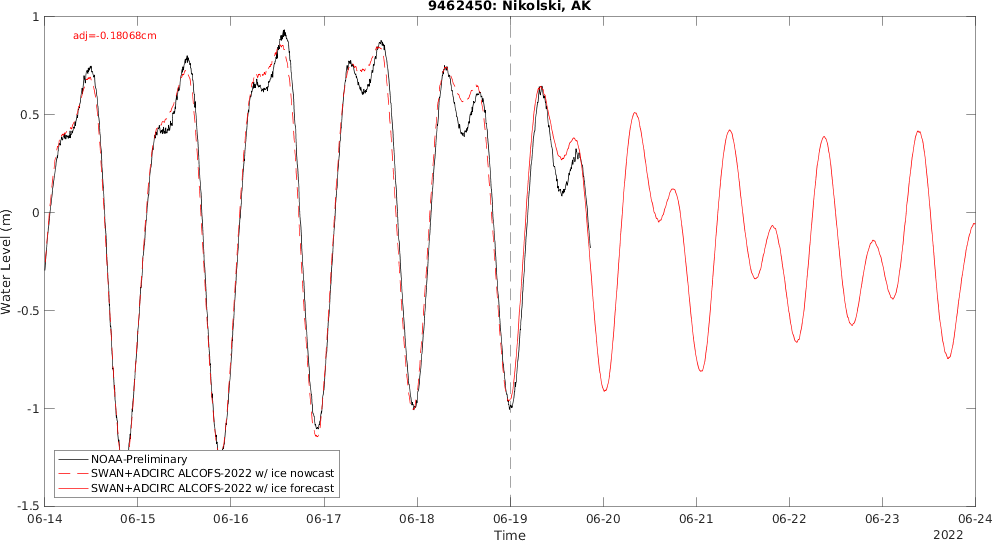 9462450: Nikolski, AK
adj=-0.18068cm
1
0.5
0
-0.5
-1
-1.5
Water Level (m)
NOAA-Preliminary
SWAN+ADCIRC ALCOFS-2022 w/ ice nowcast
SWAN+ADCIRC ALCOFS-2022 w/ ice forecast
06-14 06-15 06-16 06-17 06-18 06-19 06-20 06-21 06-22 06-23 06-24
Time
2022